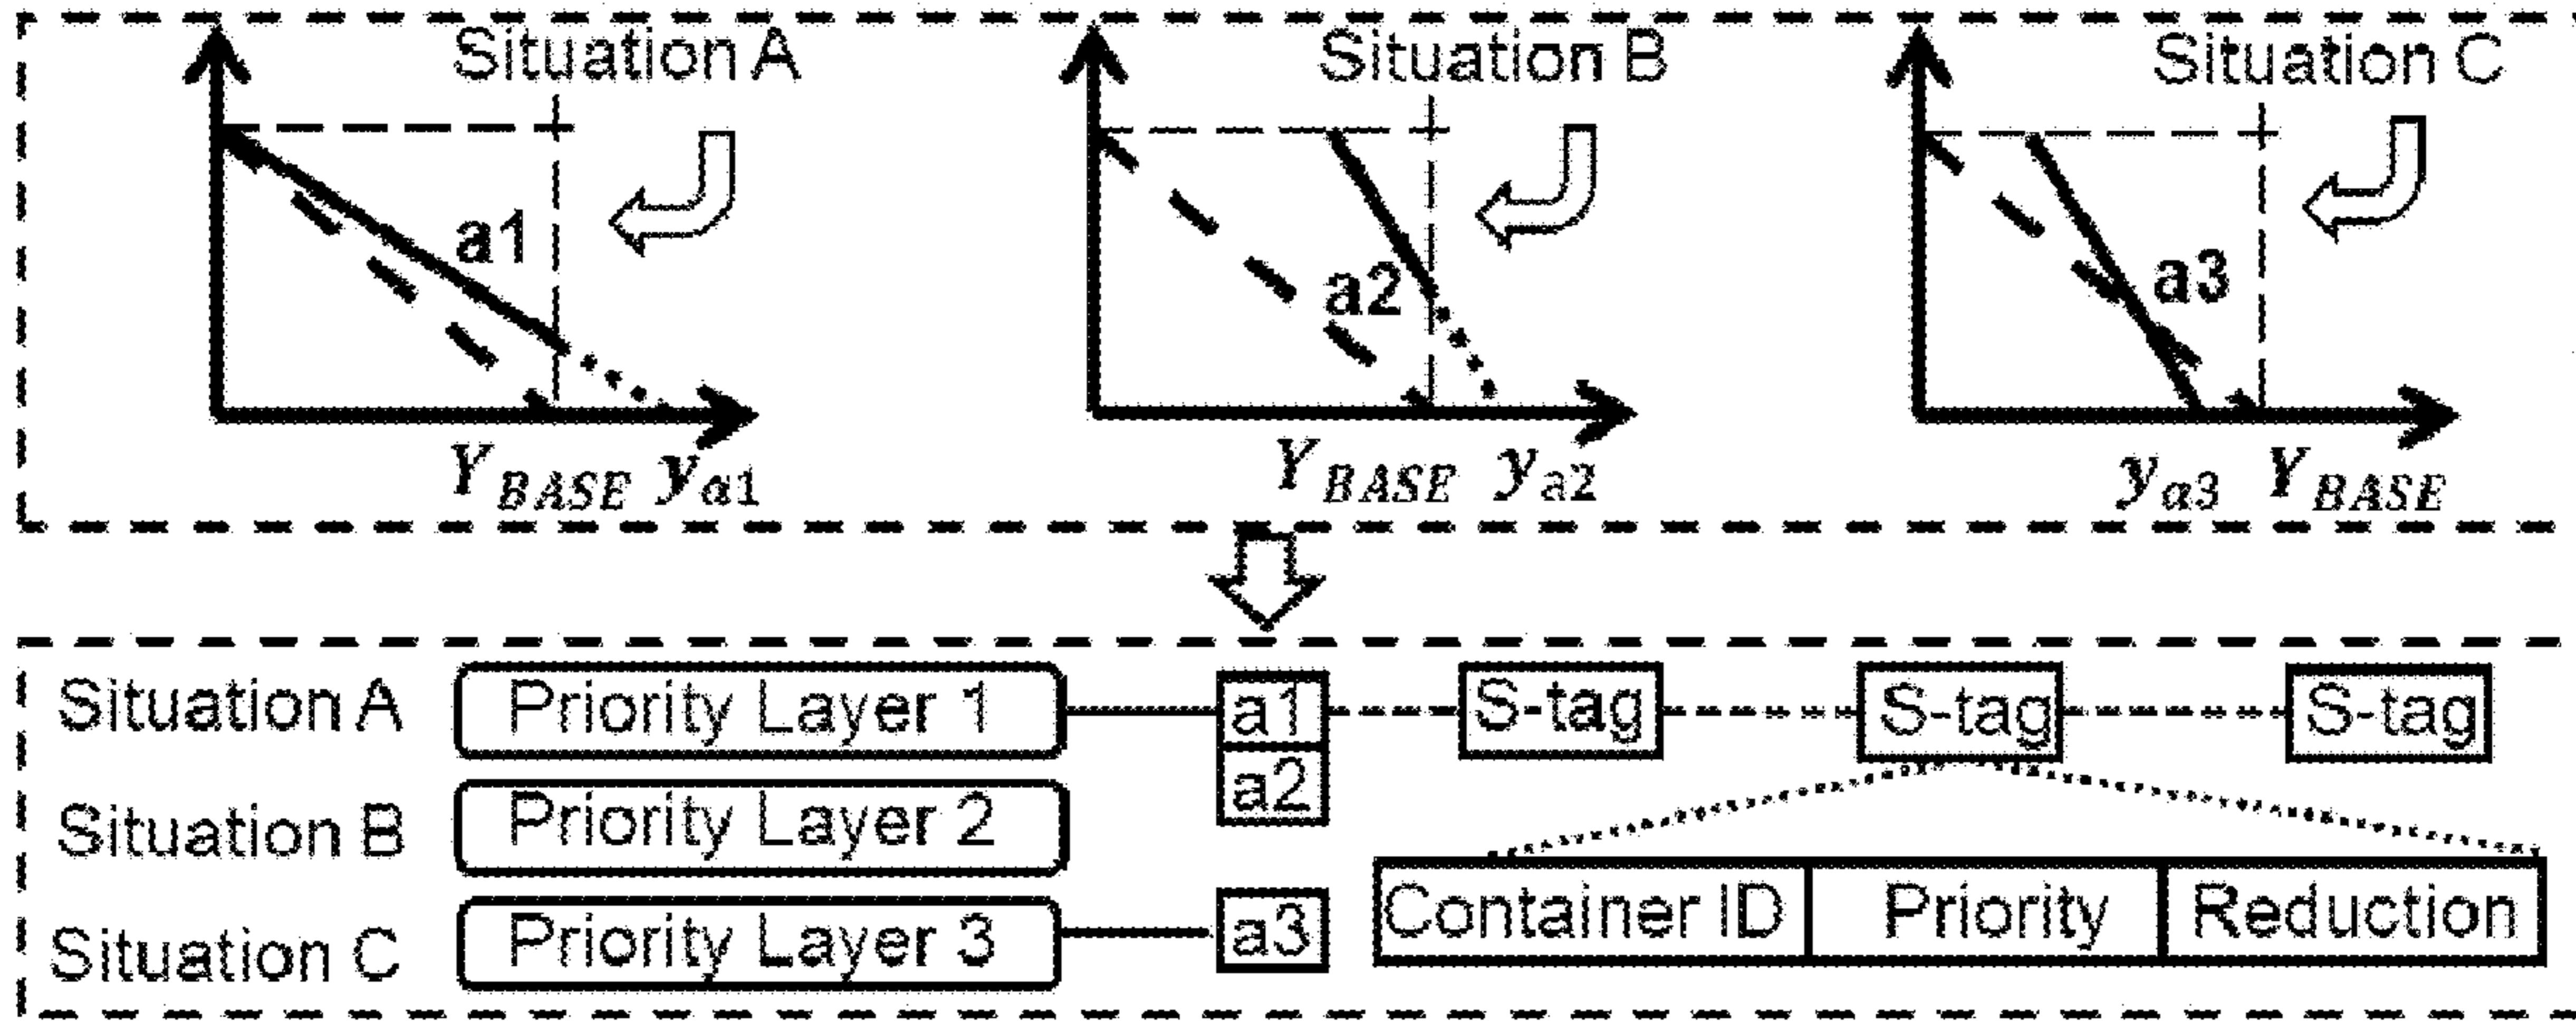 Situation A
Situation B
Situation C
a1
a2
a3
Y_BASE y_a1
Y_BASE y_a2
y_a3 Y_BASE
Situation A Priority Layer 1 a1 S-tag S-tag S-tag
a2
Situation B Priority Layer 2
Container ID Priority Reduction
Situation C Priority Layer 3 a3